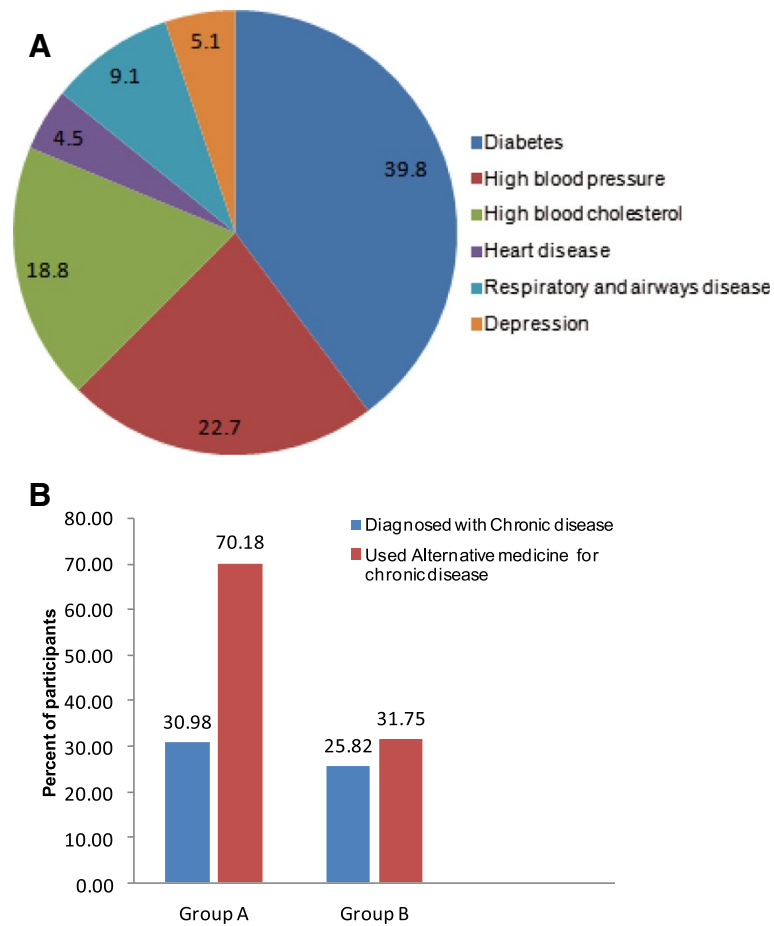 A
5.1
9.1
4.5
39.8
18.8
22.7
Diabetes
High blood pressure
High blood cholesterol
Heart disease
Respiratory and airways disease
Depression
B
80.00
70.00
60.00
50.00
40.00
30.00
20.00
10.00
0.00
Percent of participants
Diagnosed with Chronic disease
Used Alternative medicine for
chronic disease
30.98
70.18
25.82
31.75
Group A
Group B